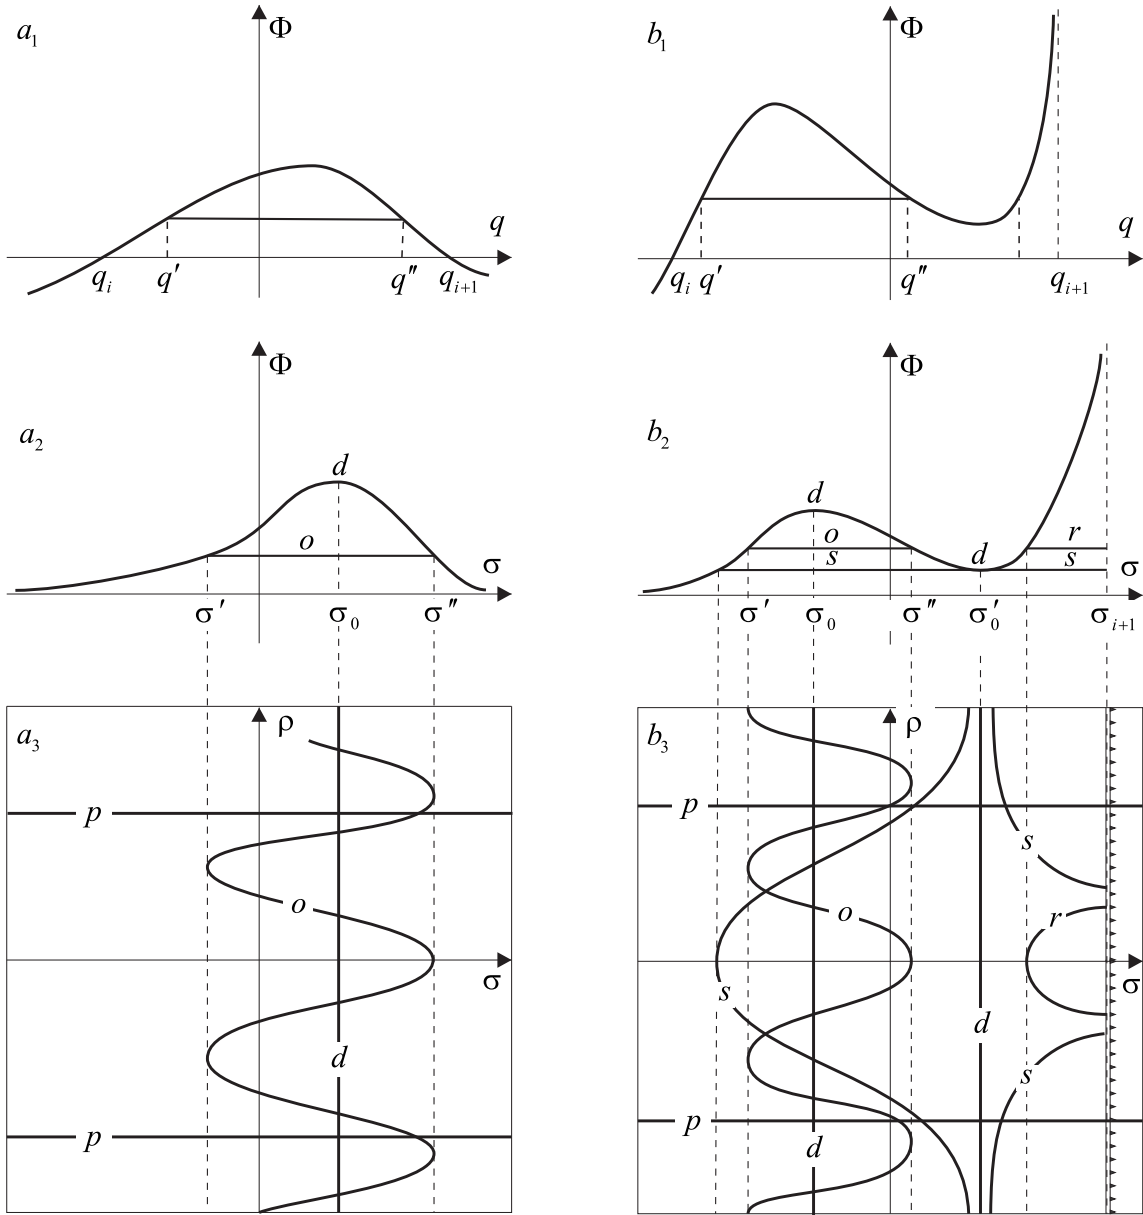 a1 Φ
q
qi q′ q″ qi+1
b1 Φ
q
qi q′ q″ qi+1
a2 Φ
d
o
σ
σ′ σ0 σ″
b2 Φ
d
o d r
s s σ
σ′ σ0 σ″ σ′0 σi+1
a3 ρ
p
o
σ
d
p
b3 ρ
p
s
o r
s σ
d
s
p
d